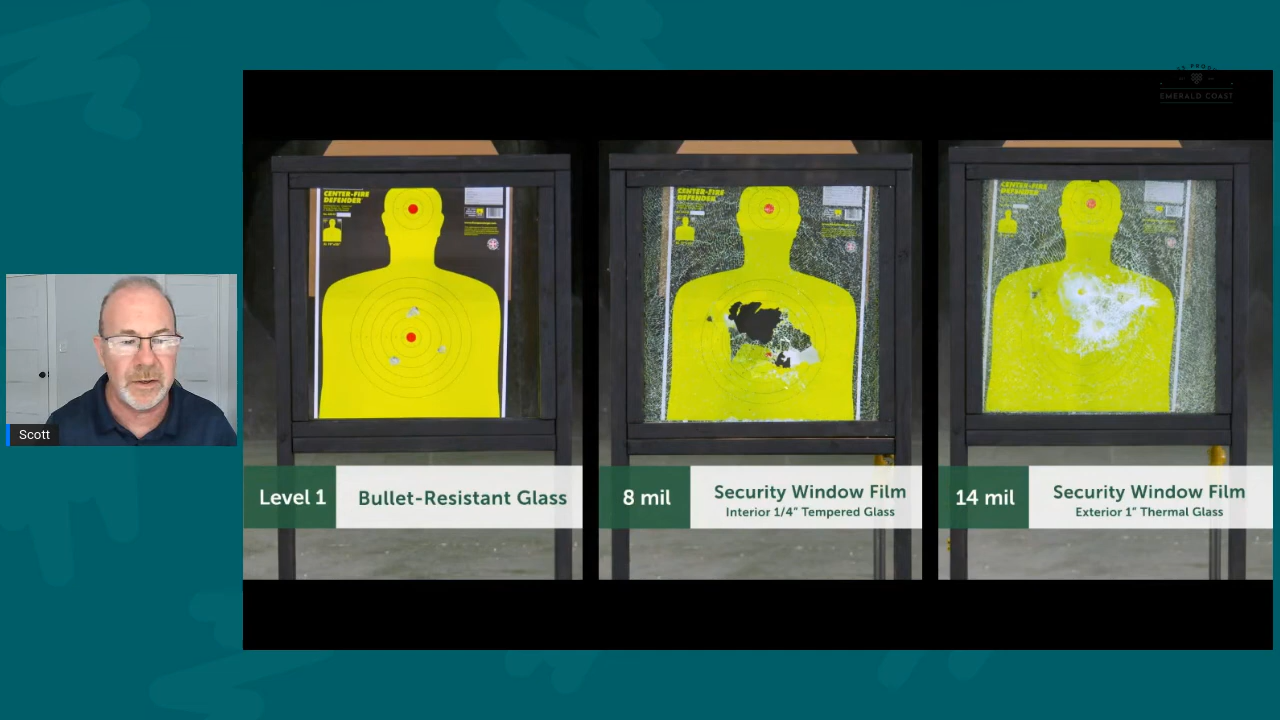 EMERALD COAST
CENTER-FIRE
DEFENDER
CENTER-FIRE
DEFENDER
CENTER-FIRE
DEFENDER
Scott
Level 1
Bullet-Resistant Glass
8 mil
Security Window Film
Interior 1/4" Tempered Glass
14 mil
Security Window Film
Exterior 1" Thermal Glass